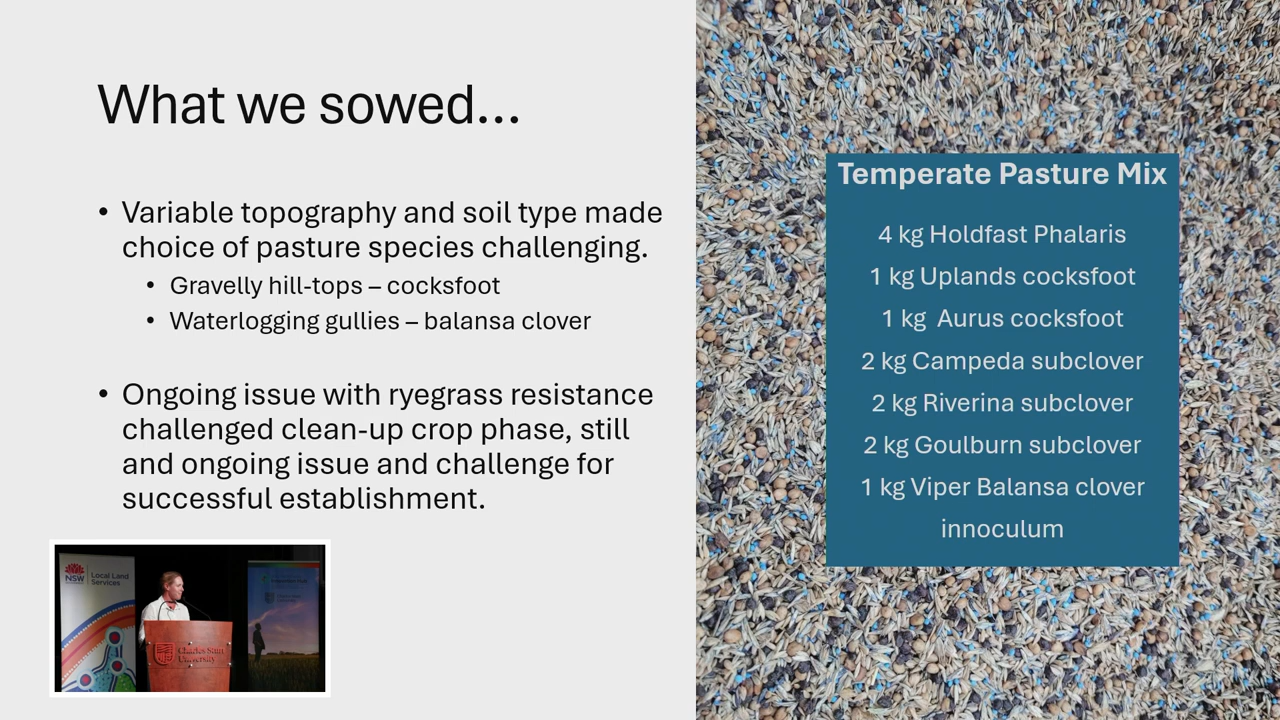 What we sowed...
• Variable topography and soil type made
choice of pasture species challenging.
• Gravelly hill-tops – cocksfoot
• Waterlogging gullies – balansa clover
• Ongoing issue with ryegrass resistance
challenged clean-up crop phase, still
and ongoing issue and challenge for
successful establishment.
Temperate Pasture Mix
4 kg Holdfast Phalaris
1 kg Uplands cocksfoot
1 kg Aurus cocksfoot
2 kg Campeda subclover
2 kg Riverina subclover
2 kg Goulburn subclover
1 kg Viper Balansa clover
innoculum
NSW
Local Land
Services
Charles Sturt
University